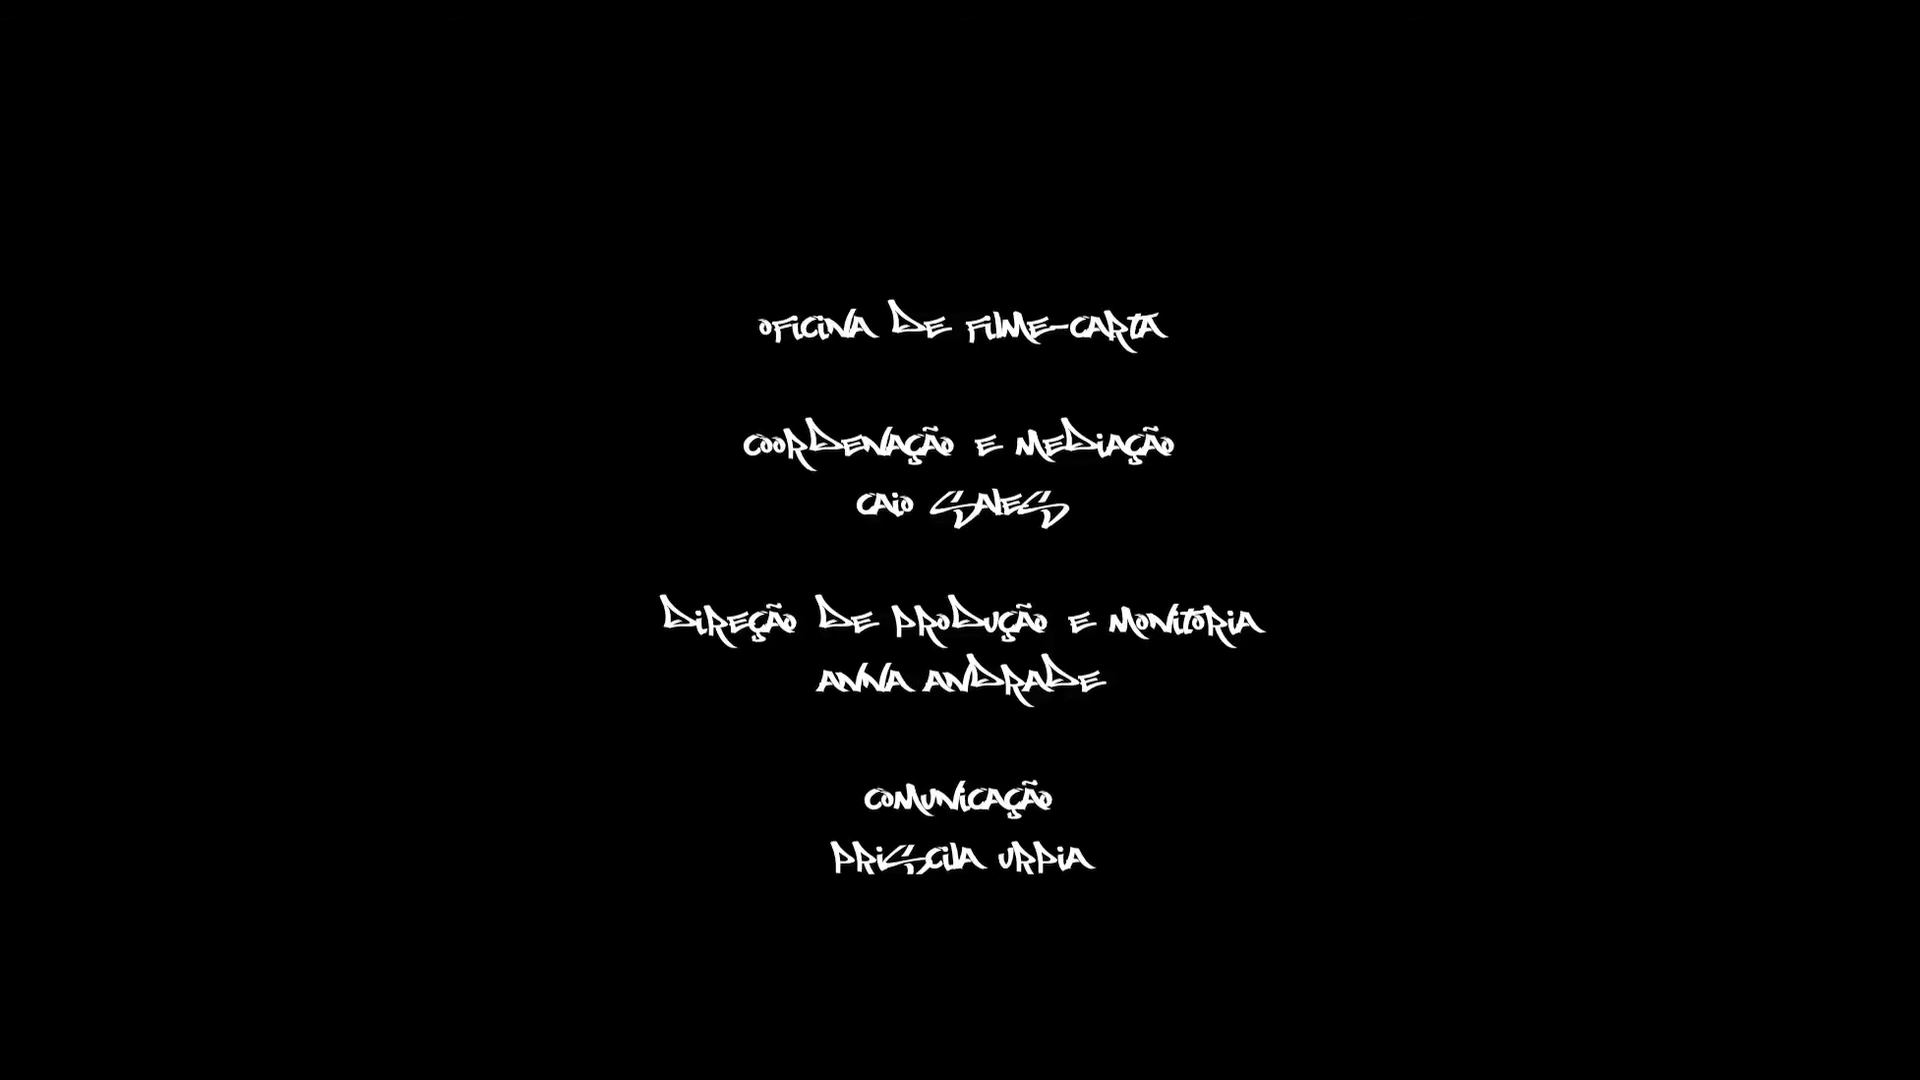 OFICINA DE FILME-CARTA
COORDENAÇÃO E MEDIAÇÃO
CAIO SALES
DIREÇÃO DE PRODUÇÃO E MONITORIA
ANNA ANDRADE
COMUNICAÇÃO
PRISCILA URPIA